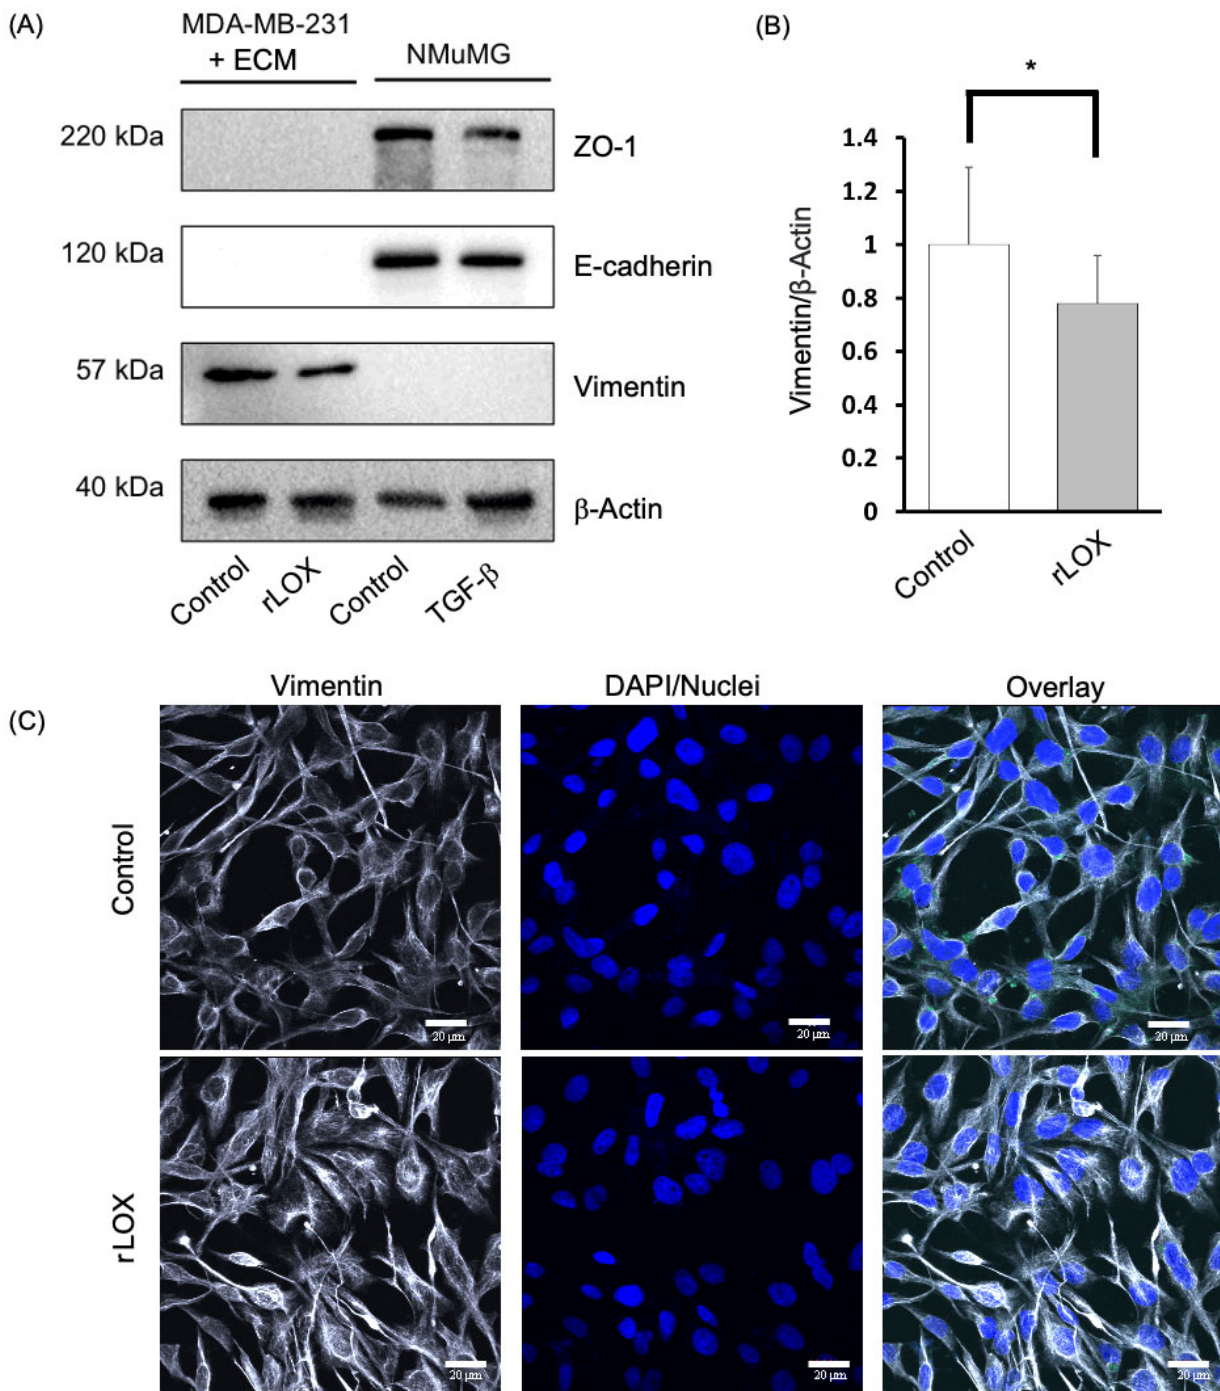 (A)
MDA-MB-231
+ ECM
NMuMG
220 kDa
ZO-1
120 kDa
E-cadherin
57 kDa
Vimentin
40 kDa
β-Actin
Control
rLOX
Control
TGF-β
(B)
*
Vimentin/β-Actin
1.4
1.2
1
0.8
0.6
0.4
0.2
0
Control
rLOX
(C)
Vimentin
DAPI/Nuclei
Overlay
Control
20 µm
20 µm
20 µm
rLOX
20 µm
20 µm
20 µm